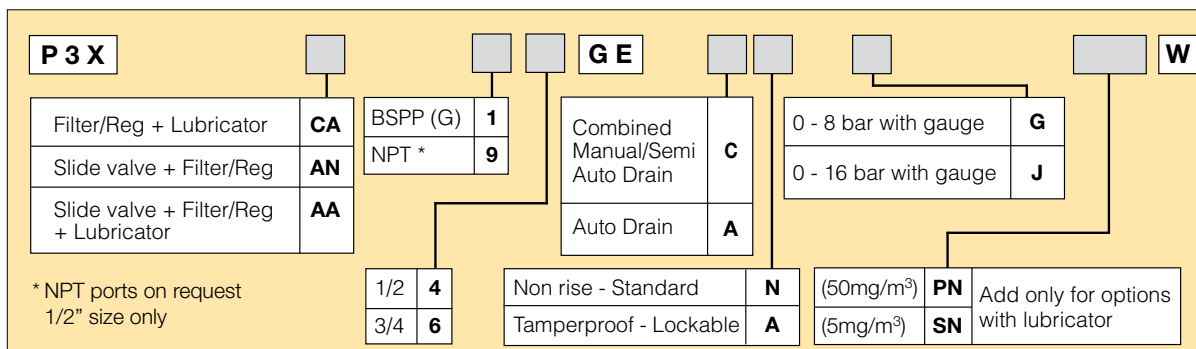 P3X GE W
Filter/Reg + Lubricator CA
Slide valve + Filter/Reg AN
Slide valve + Filter/Reg AA
+ Lubricator
BSPP (G) 1
NPT * 9
Combined
Manual/Semi C
Auto Drain
Auto Drain A
0 - 8 bar with gauge G
0 - 16 bar with gauge J
* NPT ports on request
1/2” size only
1/2 4
3/4 6
Non rise - Standard N
Tamperproof - Lockable A
(50mg/m³) PN
(5mg/m³) SN
Add only for options
with lubricator